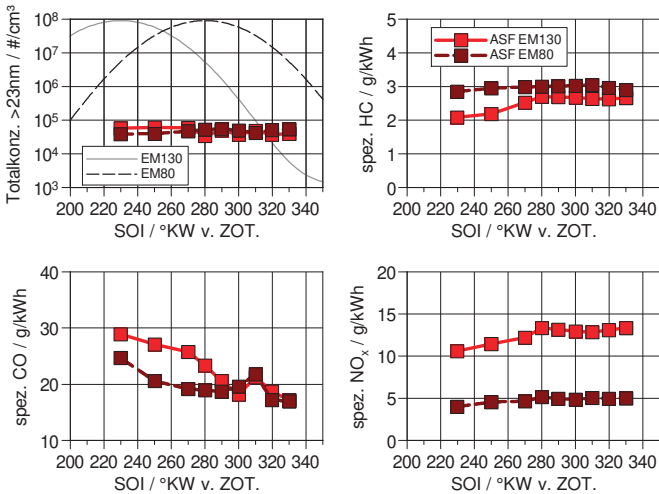 Totalkonz. >23nm / #/cm³
10⁸
10⁷
10⁶
10⁵
10⁴
10³
EM130
EM80
200 220 240 260 280 300 320 340
SOI / °KW v. ZOT.
spez. HC / g/kWh
5
4
3
2
1
0
ASF EM130
ASF EM80
200 220 240 260 280 300 320 340
SOI / °KW v. ZOT.
spez. CO / g/kWh
40
30
20
10
200 220 240 260 280 300 320 340
SOI / °KW v. ZOT.
spez. NOₓ / g/kWh
20
15
10
5
0
200 220 240 260 280 300 320 340
SOI / °KW v. ZOT.